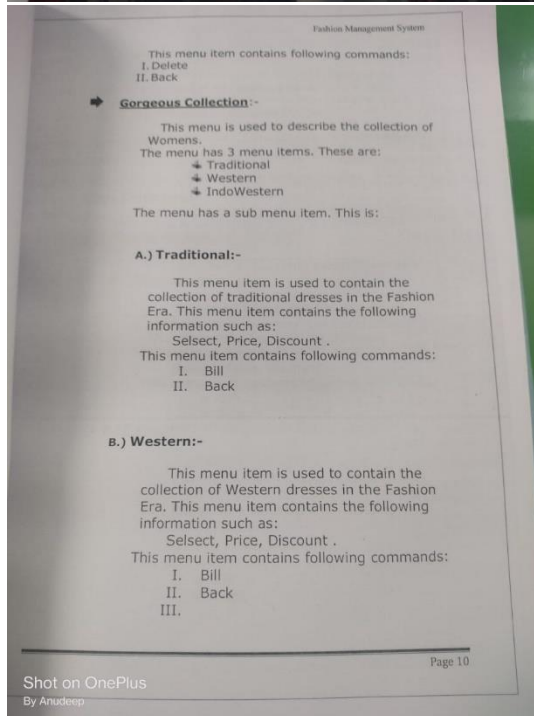 Fashion Management System
This menu item contains following commands:
I. Delete
II. Back
Gorgeous Collection:-
This menu is used to describe the collection of
Womens.
The menu has 3 menu items. These are:
Traditional
Western
IndoWestern
The menu has a sub menu item. This is:
A.) Traditional:-
This menu item is used to contain the
collection of traditional dresses in the Fashion
Era. This menu item contains the following
information such as:
Selsect, Price, Discount .
This menu item contains following commands:
I. Bill
II. Back
B.) Western:-
This menu item is used to contain the
collection of Western dresses in the Fashion
Era. This menu item contains the following
information such as:
Selsect, Price, Discount .
This menu item contains following commands:
I. Bill
II. Back
III.
Page 10
Shot on OnePlus
By Anudeep